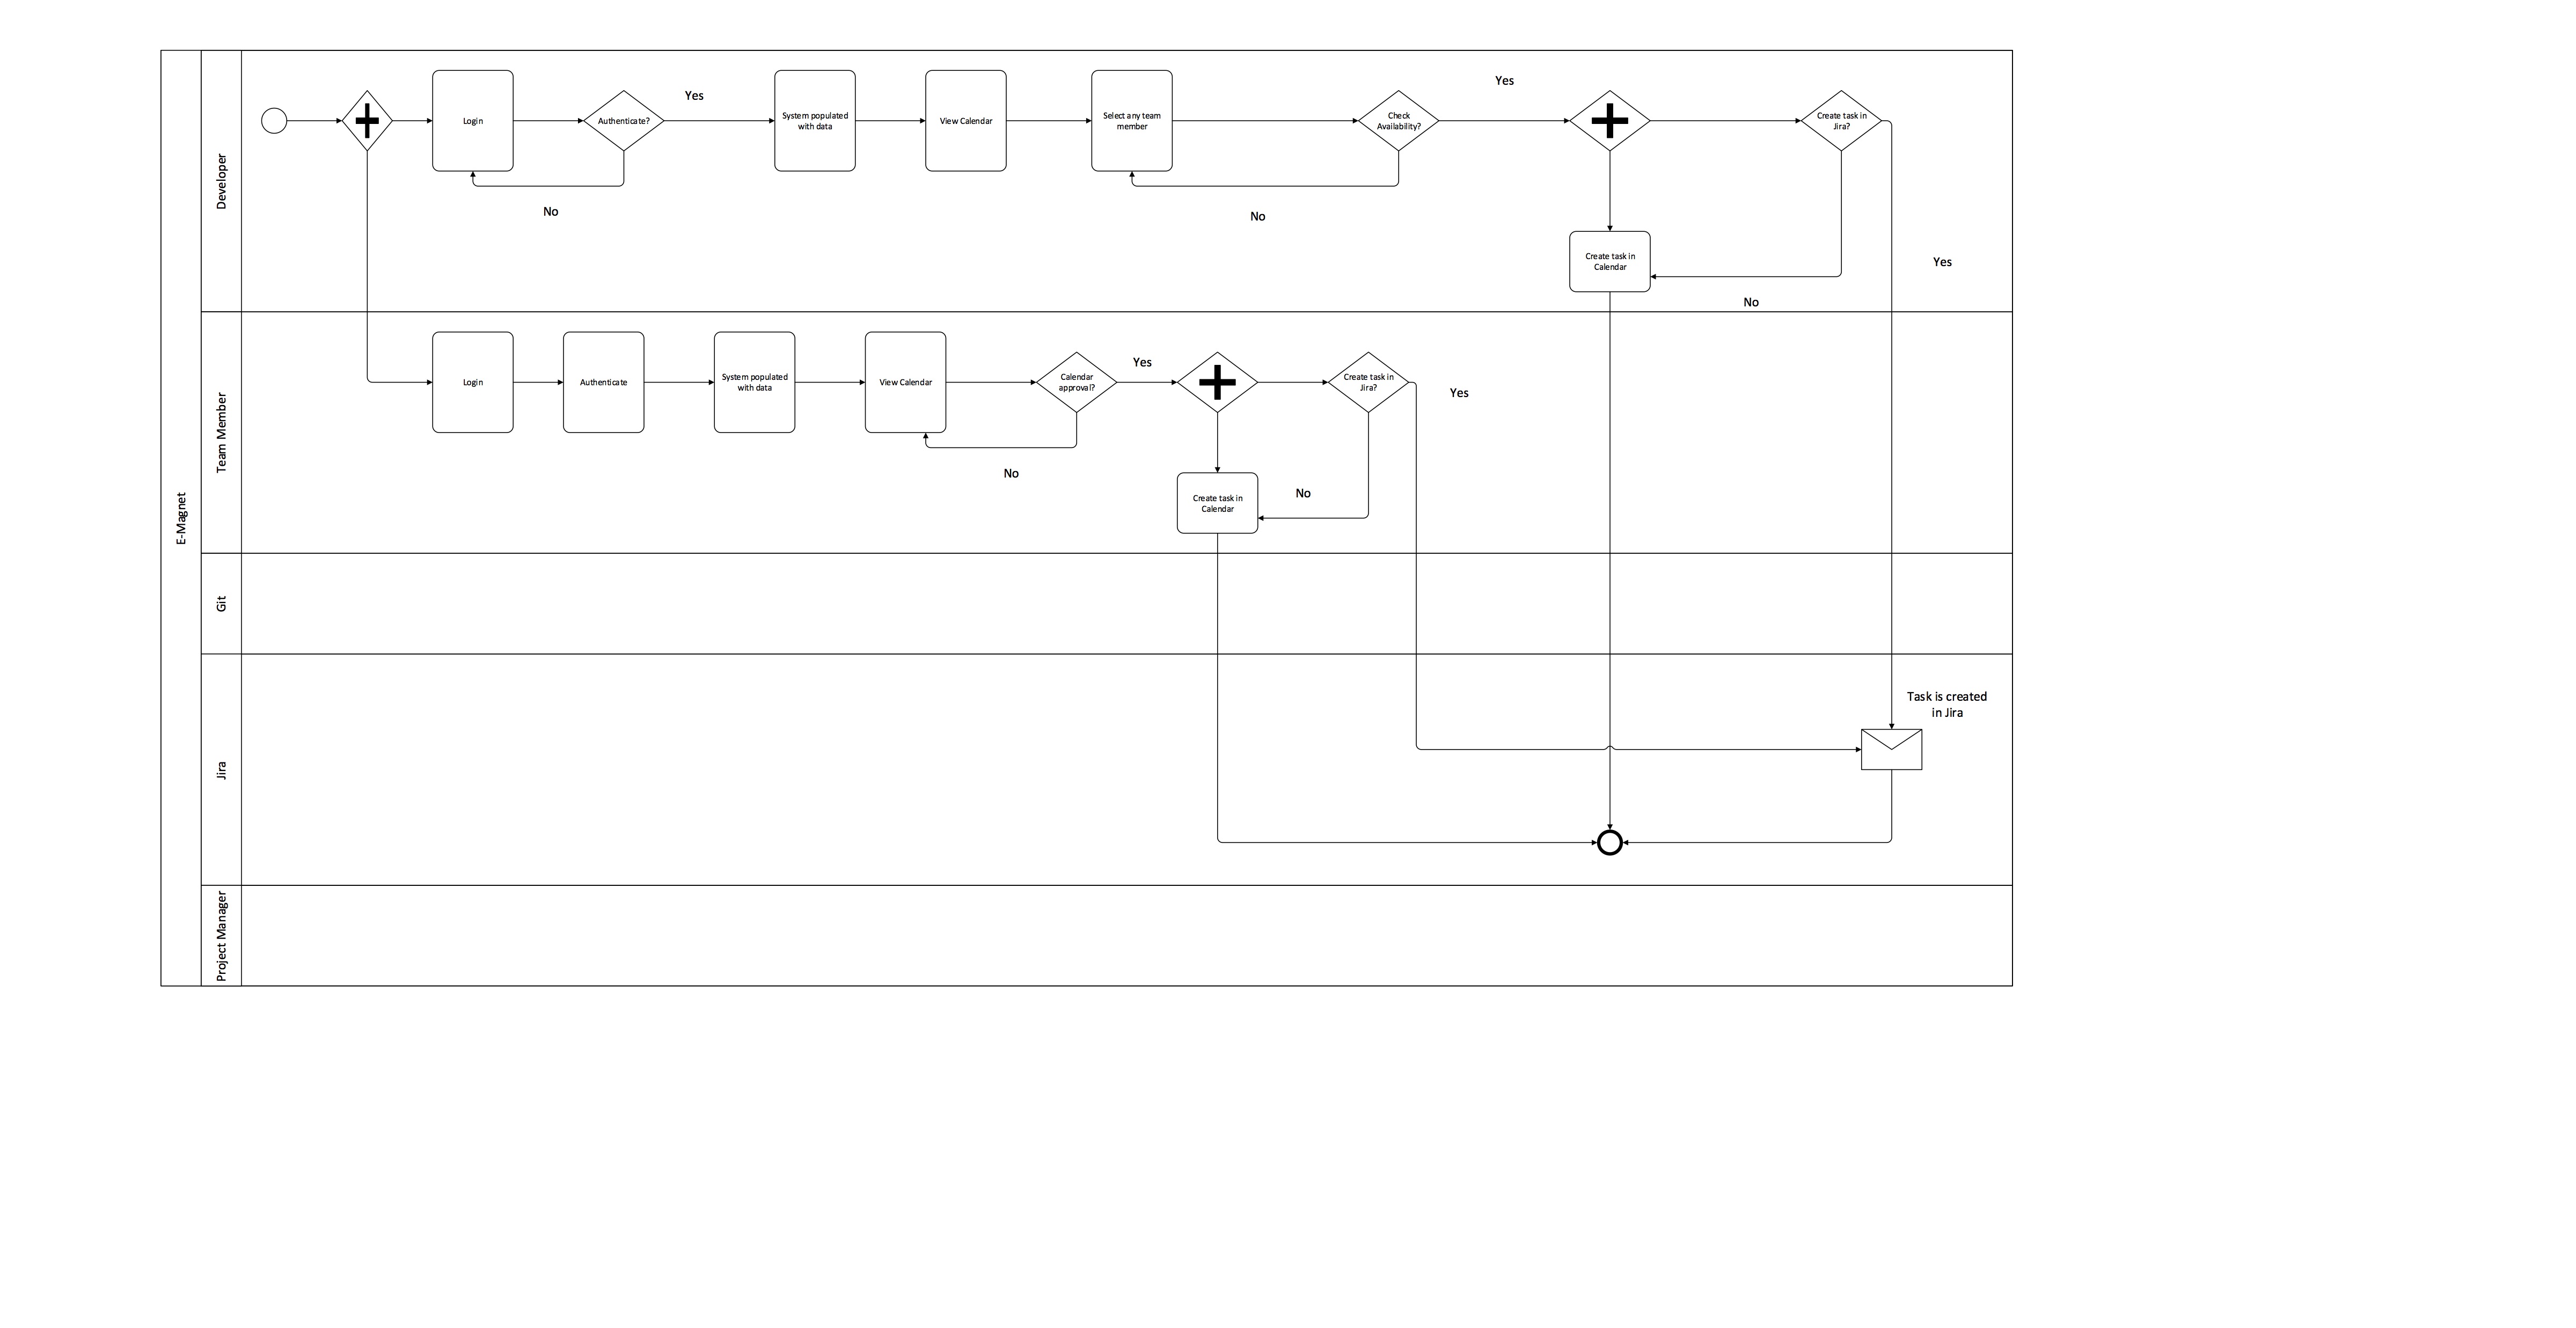 E-Magnet
Developer
Login
Authenticate?
Yes
No
System populated
with data
View Calendar
Select any team
member
No
Check
Availability?
Yes
Create task in
Jira?
Create task in
Calendar
No
Yes
Team Member
Login
Authenticate
System populated
with data
View Calendar
No
Calendar
approval?
Yes
Create task in
Jira?
Yes
Create task in
Calendar
No
Git
Jira
Task is created
in Jira
Project Manager